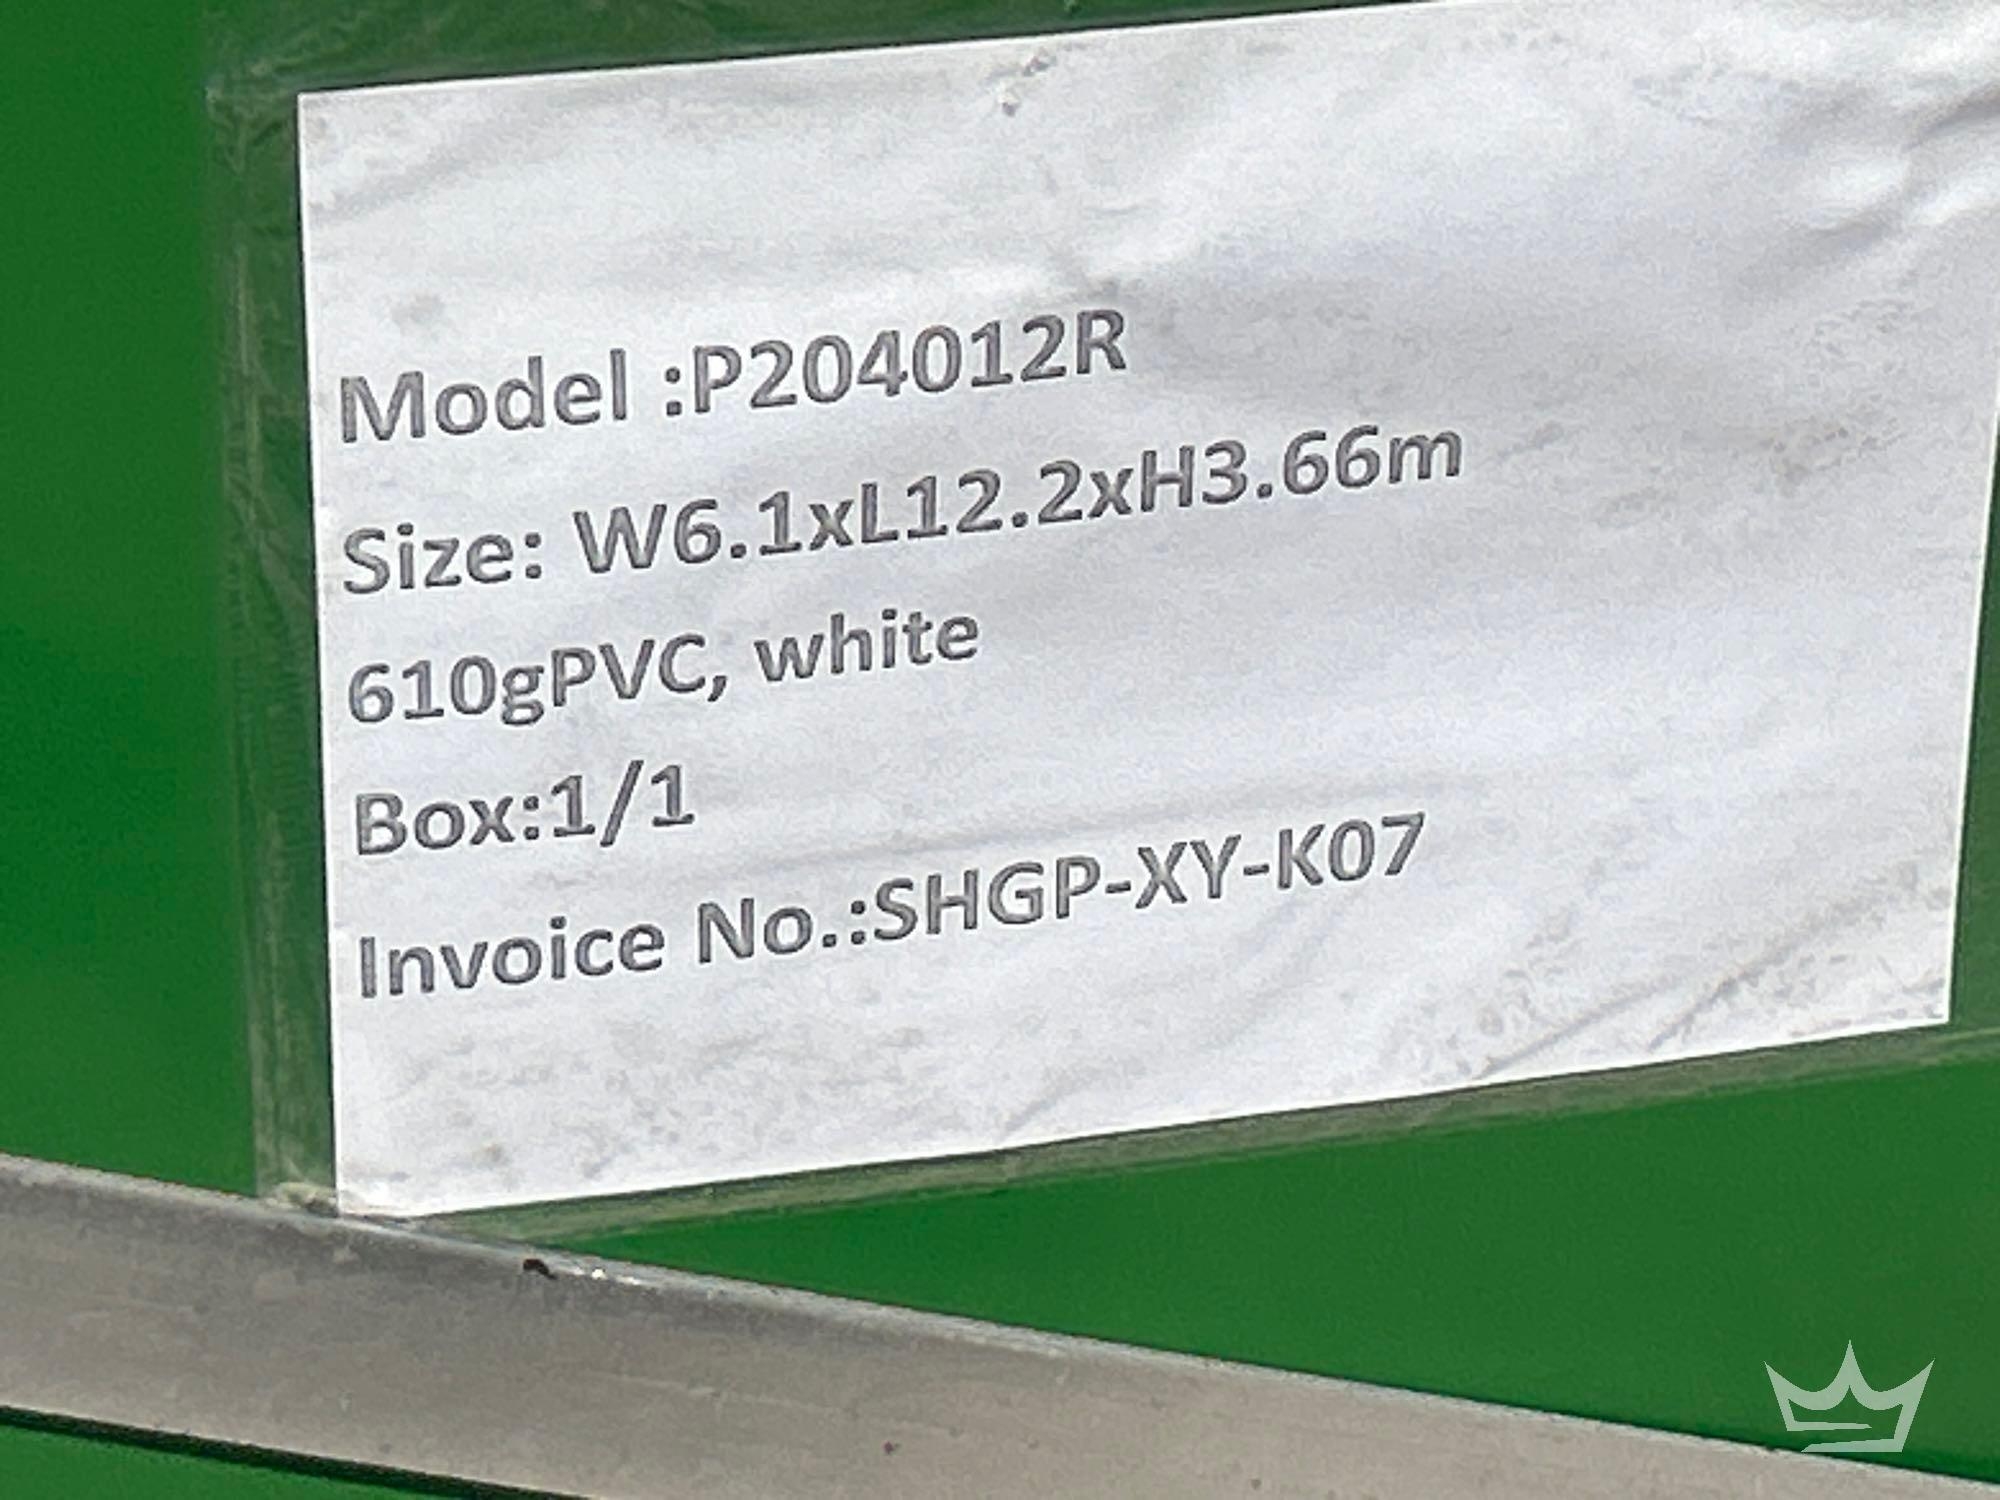 Model :P204012R
Size: W6.1xL12.2xH3.66m
610gPVC, white
Box:1/1
Invoice No.:SHGP-XY-K07